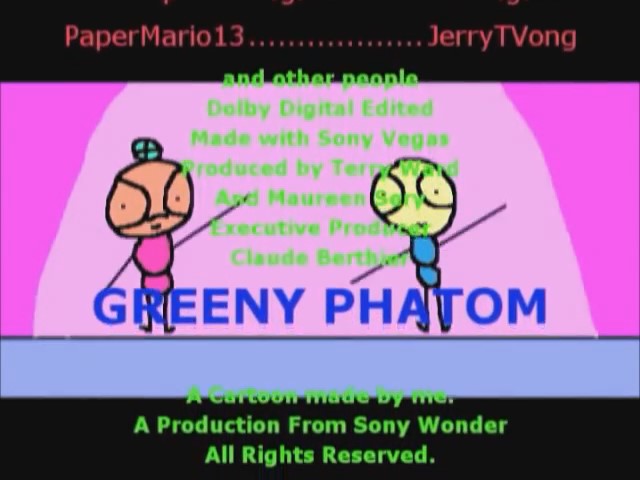 PaperMario13..................JerryTVong
and other people
Dolby Digital Edited
Made with Sony Vegas
Produced by Terry Ward
And Maureen Sery
Executive Producer
Claude Berthier
GREENY PHATOM
A Cartoon made by me.
A Production From Sony Wonder
All Rights Reserved.